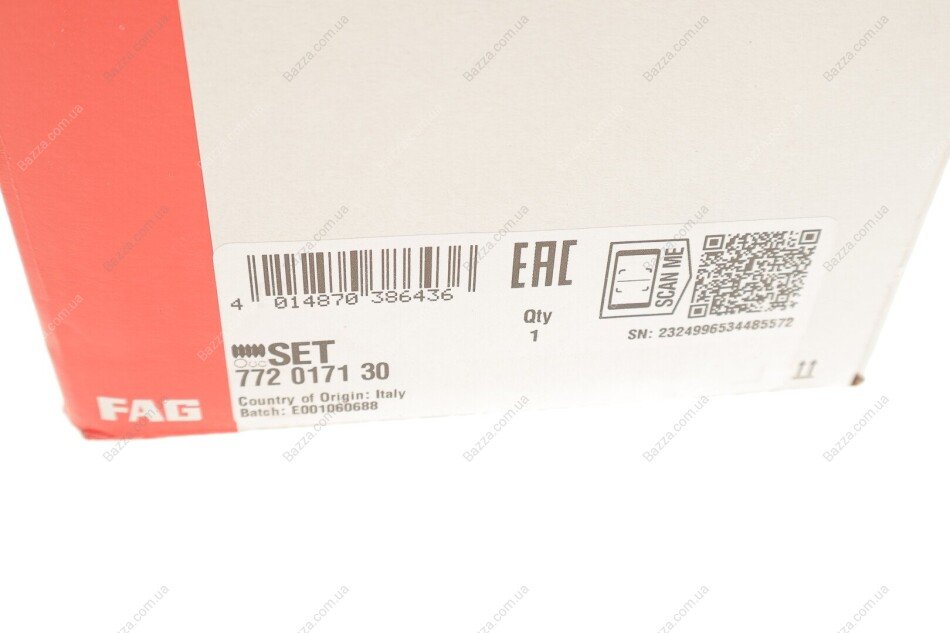 4 014870 386436
EAC
SCAN ME
Qty
1
SN: 2324996534485572
SET
772 0171 30
Country of Origin: Italy
Batch: E001060688
FAG
Bazza.com.ua